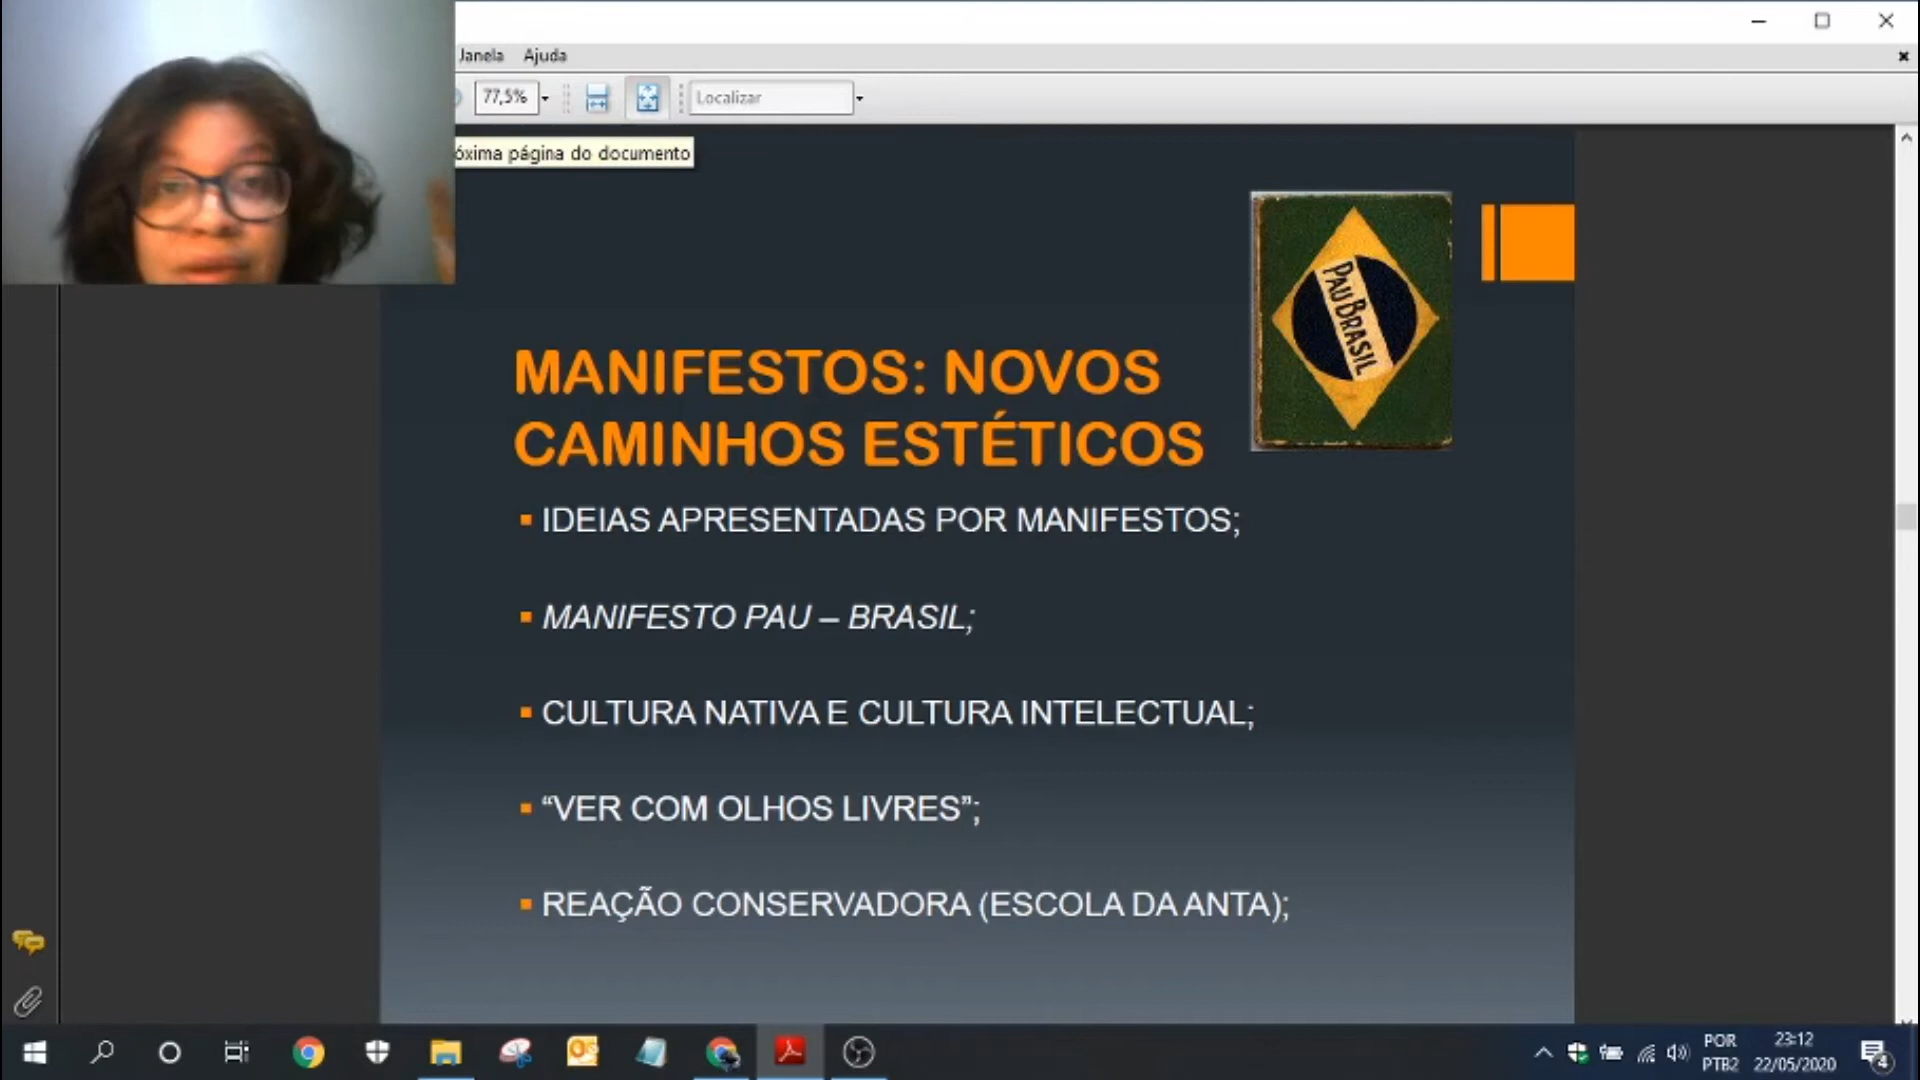 Janela Ajuda
77,5%
Localizar
óxima página do documento
PAU BRASIL
MANIFESTOS: NOVOS
CAMINHOS ESTÉTICOS
IDEIAS APRESENTADAS POR MANIFESTOS;
MANIFESTO PAU – BRASIL;
CULTURA NATIVA E CULTURA INTELECTUAL;
“VER COM OLHOS LIVRES”;
REAÇÃO CONSERVADORA (ESCOLA DA ANTA);
POR
PTB2
23:12
22/05/2020
4